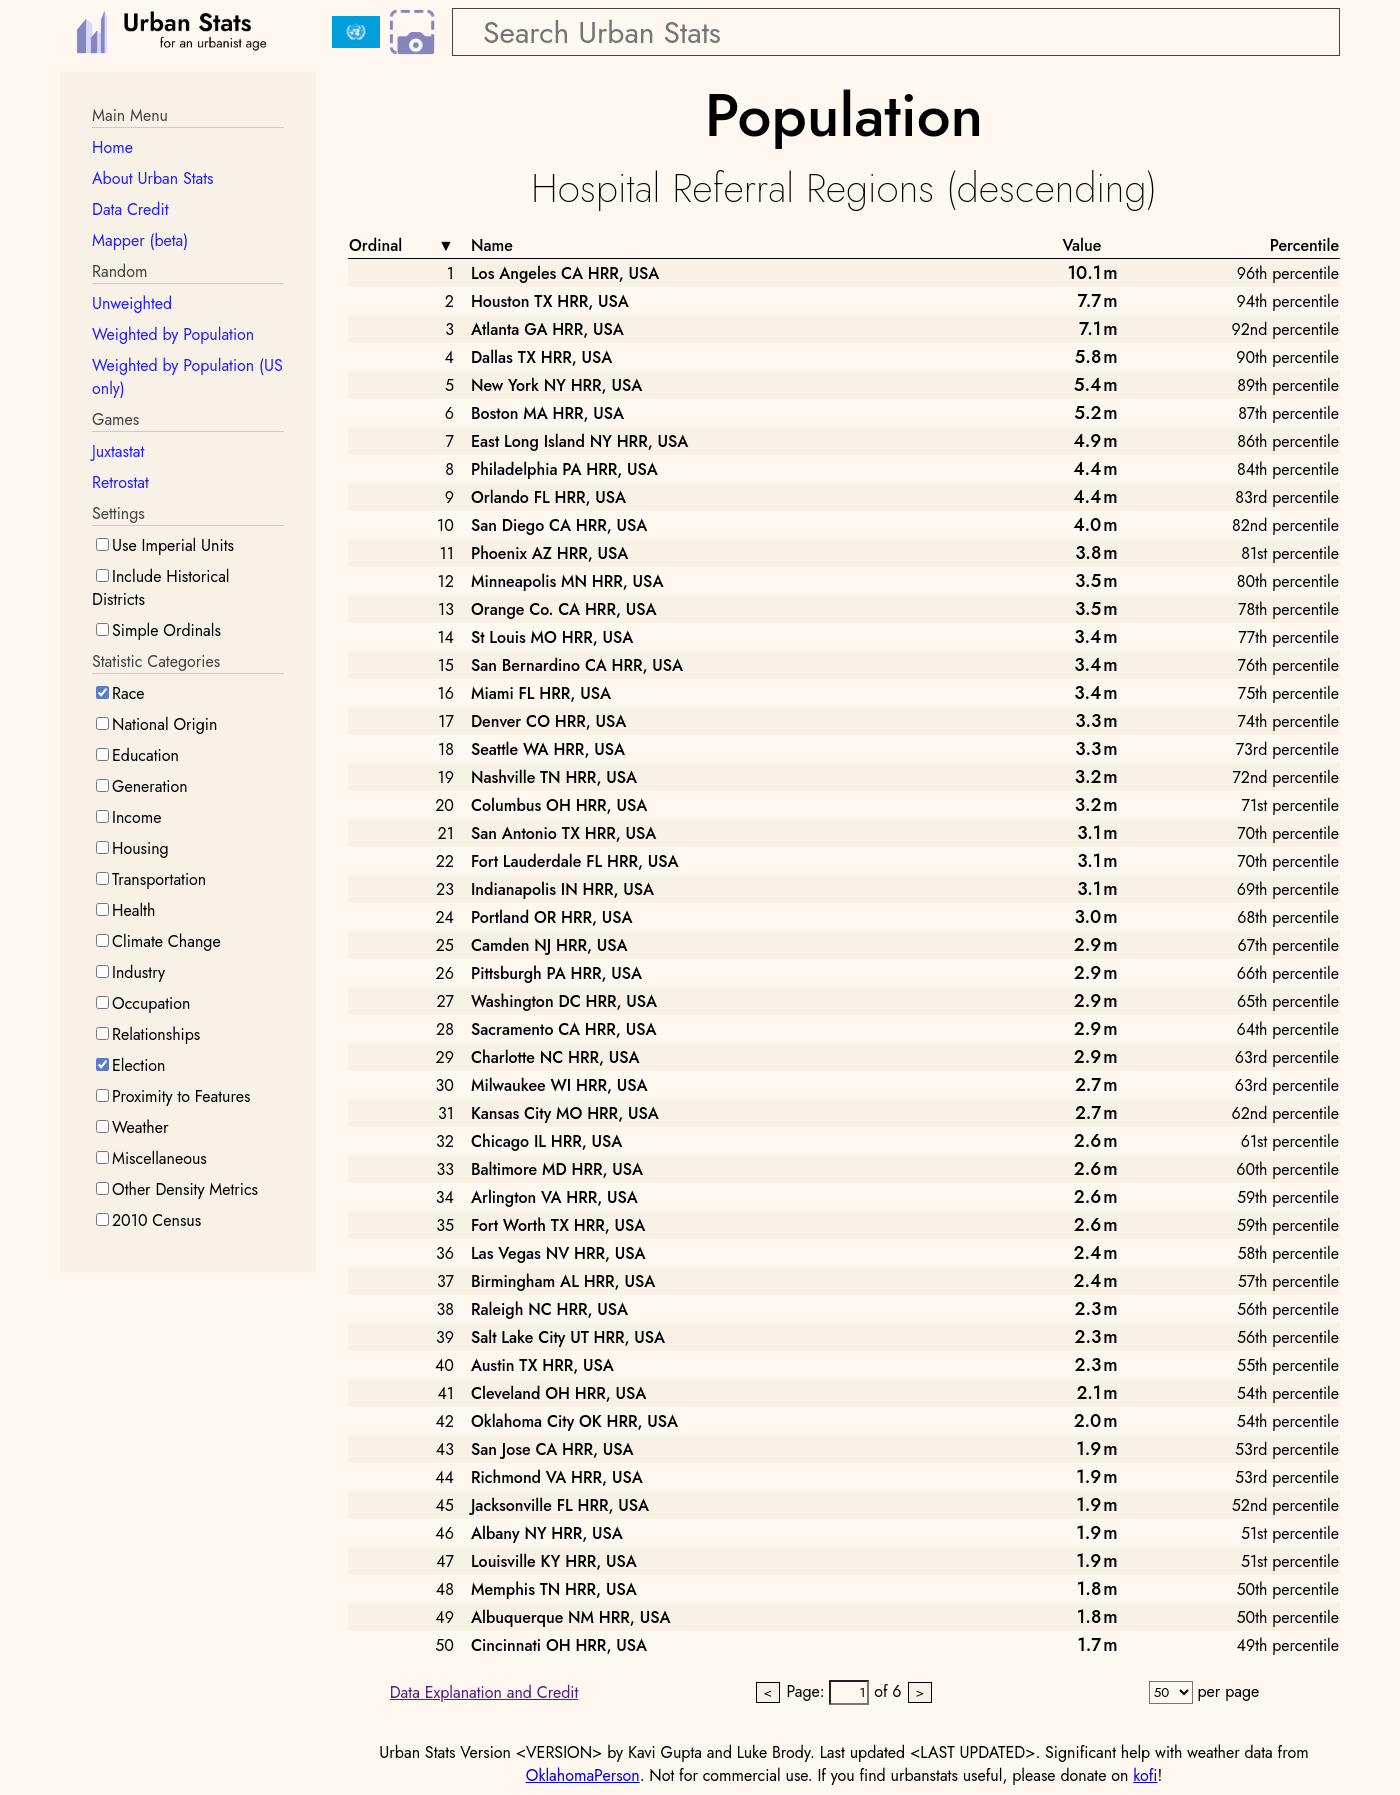 Urban Stats
for an urbanist age
Search Urban Stats
Main Menu
Home
About Urban Stats
Data Credit
Mapper (beta)
Random
Unweighted
Weighted by Population
Weighted by Population (US
only)
Games
Juxtastat
Retrostat
Settings
Use Imperial Units
Include Historical
Districts
Simple Ordinals
Statistic Categories
Race
National Origin
Education
Generation
Income
Housing
Transportation
Health
Climate Change
Industry
Occupation
Relationships
Election
Proximity to Features
Weather
Miscellaneous
Other Density Metrics
2010 Census
Population
Hospital Referral Regions (descending)
Ordinal ▼ Name Value Percentile
1 Los Angeles CA HRR, USA 10.1m 96th percentile
2 Houston TX HRR, USA 7.7m 94th percentile
3 Atlanta GA HRR, USA 7.1m 92nd percentile
4 Dallas TX HRR, USA 5.8m 90th percentile
5 New York NY HRR, USA 5.4m 89th percentile
6 Boston MA HRR, USA 5.2m 87th percentile
7 East Long Island NY HRR, USA 4.9m 86th percentile
8 Philadelphia PA HRR, USA 4.4m 84th percentile
9 Orlando FL HRR, USA 4.4m 83rd percentile
10 San Diego CA HRR, USA 4.0m 82nd percentile
11 Phoenix AZ HRR, USA 3.8m 81st percentile
12 Minneapolis MN HRR, USA 3.5m 80th percentile
13 Orange Co. CA HRR, USA 3.5m 78th percentile
14 St Louis MO HRR, USA 3.4m 77th percentile
15 San Bernardino CA HRR, USA 3.4m 76th percentile
16 Miami FL HRR, USA 3.4m 75th percentile
17 Denver CO HRR, USA 3.3m 74th percentile
18 Seattle WA HRR, USA 3.3m 73rd percentile
19 Nashville TN HRR, USA 3.2m 72nd percentile
20 Columbus OH HRR, USA 3.2m 71st percentile
21 San Antonio TX HRR, USA 3.1m 70th percentile
22 Fort Lauderdale FL HRR, USA 3.1m 70th percentile
23 Indianapolis IN HRR, USA 3.1m 69th percentile
24 Portland OR HRR, USA 3.0m 68th percentile
25 Camden NJ HRR, USA 2.9m 67th percentile
26 Pittsburgh PA HRR, USA 2.9m 66th percentile
27 Washington DC HRR, USA 2.9m 65th percentile
28 Sacramento CA HRR, USA 2.9m 64th percentile
29 Charlotte NC HRR, USA 2.9m 63rd percentile
30 Milwaukee WI HRR, USA 2.7m 63rd percentile
31 Kansas City MO HRR, USA 2.7m 62nd percentile
32 Chicago IL HRR, USA 2.6m 61st percentile
33 Baltimore MD HRR, USA 2.6m 60th percentile
34 Arlington VA HRR, USA 2.6m 59th percentile
35 Fort Worth TX HRR, USA 2.6m 59th percentile
36 Las Vegas NV HRR, USA 2.4m 58th percentile
37 Birmingham AL HRR, USA 2.4m 57th percentile
38 Raleigh NC HRR, USA 2.3m 56th percentile
39 Salt Lake City UT HRR, USA 2.3m 56th percentile
40 Austin TX HRR, USA 2.3m 55th percentile
41 Cleveland OH HRR, USA 2.1m 54th percentile
42 Oklahoma City OK HRR, USA 2.0m 54th percentile
43 San Jose CA HRR, USA 1.9m 53rd percentile
44 Richmond VA HRR, USA 1.9m 53rd percentile
45 Jacksonville FL HRR, USA 1.9m 52nd percentile
46 Albany NY HRR, USA 1.9m 51st percentile
47 Louisville KY HRR, USA 1.9m 51st percentile
48 Memphis TN HRR, USA 1.8m 50th percentile
49 Albuquerque NM HRR, USA 1.8m 50th percentile
50 Cincinnati OH HRR, USA 1.7m 49th percentile
Data Explanation and Credit < Page: 1 of 6 > 50 per page
Urban Stats Version <VERSION> by Kavi Gupta and Luke Brody. Last updated <LAST UPDATED>. Significant help with weather data from
OklahomaPerson. Not for commercial use. If you find urbanstats useful, please donate on kofi!